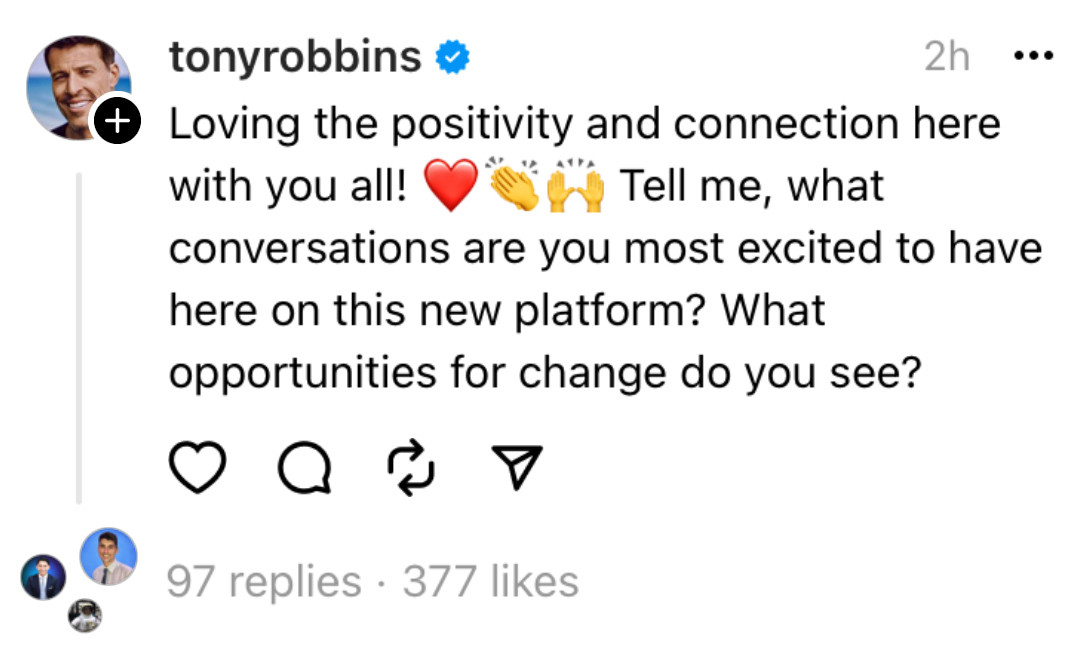 tonyrobbins
2h
Loving the positivity and connection here
with you all! ❤️👏🙌 Tell me, what
conversations are you most excited to have
here on this new platform? What
opportunities for change do you see?
97 replies · 377 likes